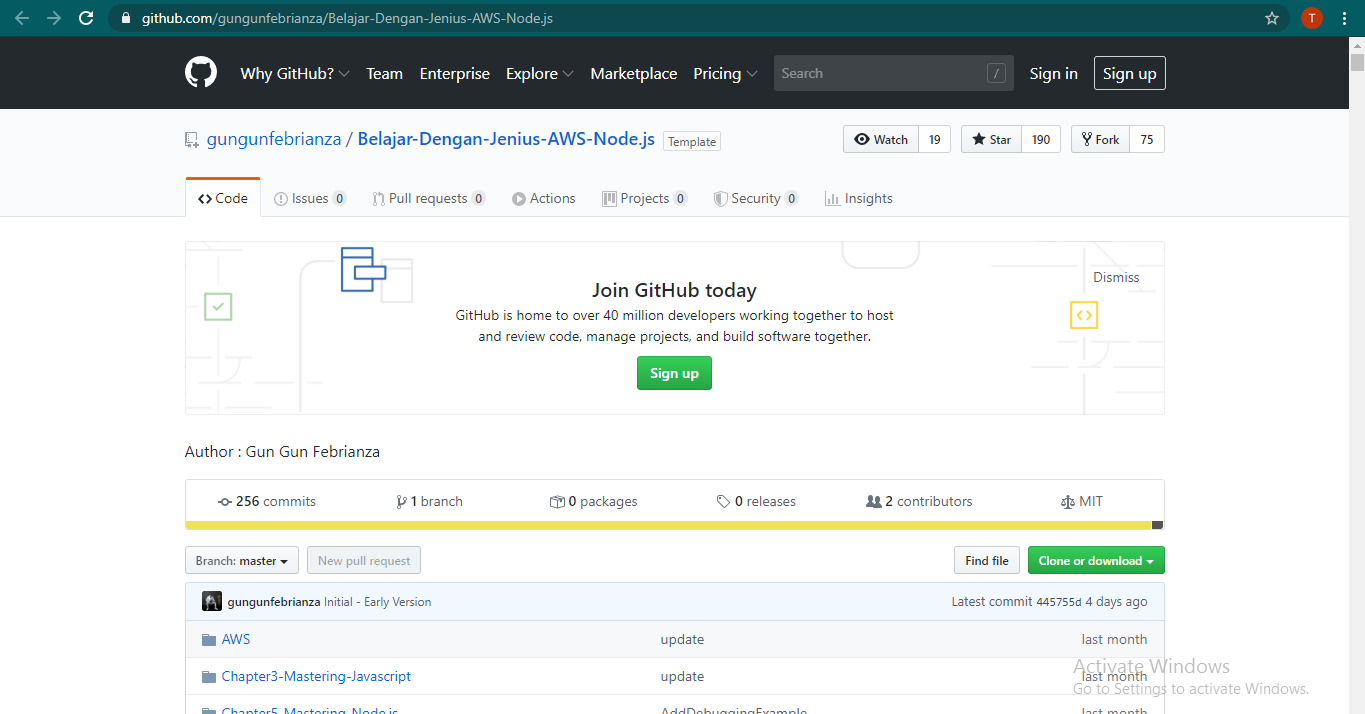 github.com/gungunfebrianza/Belajar-Dengan-Jenius-AWS-Node.js
T
Why GitHub? Team Enterprise Explore Marketplace Pricing Search / Sign in Sign up
gungunfebrianza / Belajar-Dengan-Jenius-AWS-Node.js Template Watch 19 Star 190 Fork 75
Code Issues 0 Pull requests 0 Actions Projects 0 Security 0 Insights
Dismiss
Join GitHub today
GitHub is home to over 40 million developers working together to host
and review code, manage projects, and build software together.
Sign up
Author : Gun Gun Febrianza
256 commits 1 branch 0 packages 0 releases 2 contributors MIT
Branch: master New pull request Find file Clone or download
gungunfebrianza Initial - Early Version Latest commit 445755d 4 days ago
AWS update last month
Chapter3-Mastering-Javascript update last month
Activate Windows
Go to Settings to activate Windows.
Chapter5-Mastering-Node.js AddDebuggingExample last month